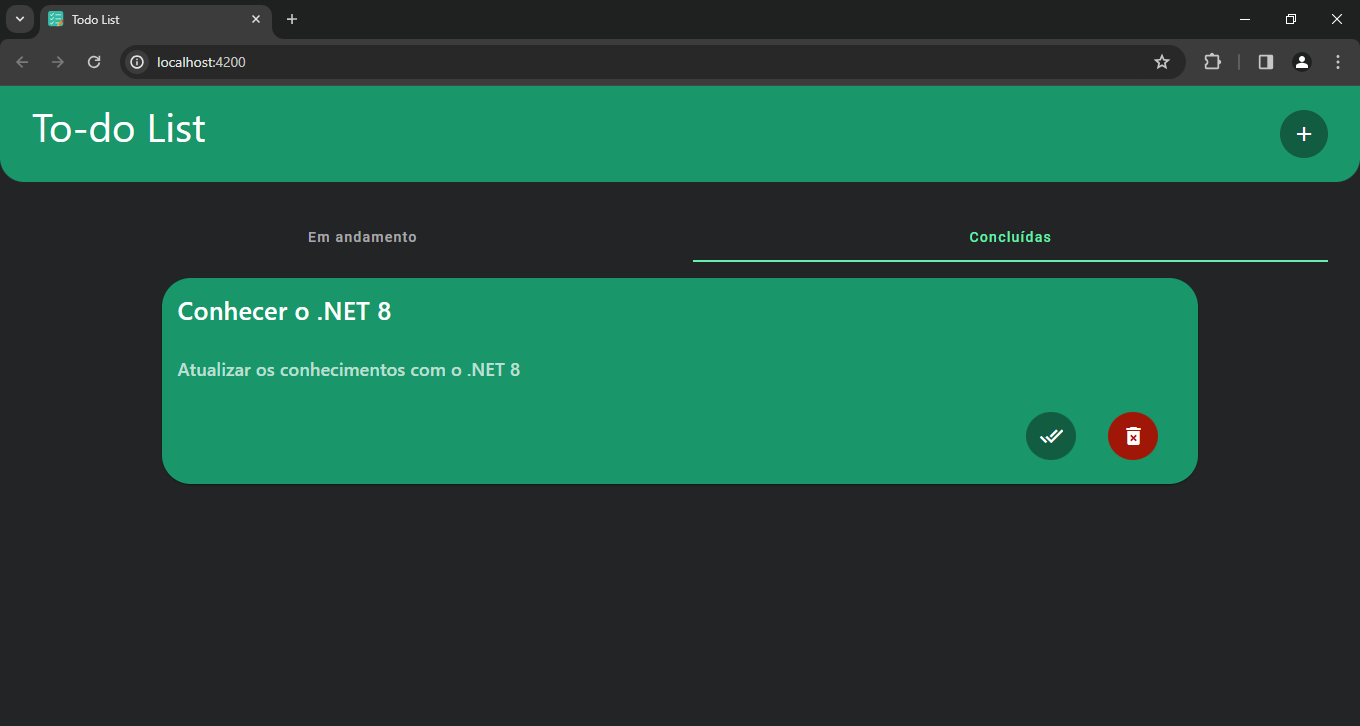 Todo List
localhost:4200
To-do List
Em andamento
Concluídas
Conhecer o .NET 8
Atualizar os conhecimentos com o .NET 8